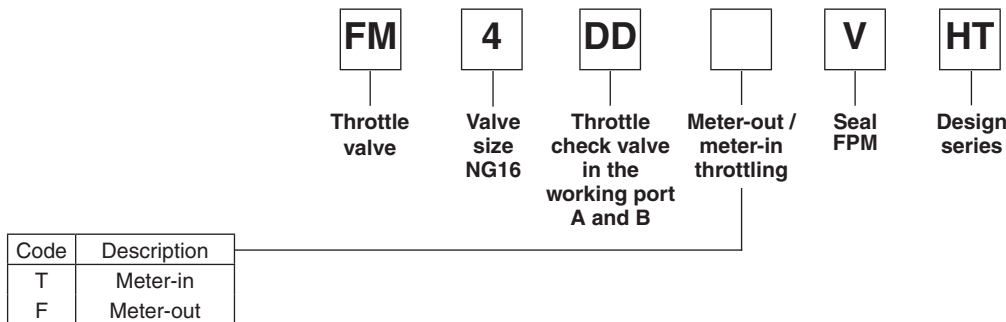 FM 4 DD V HT
Throttle valve
Valve size NG16
Throttle check valve in the working port A and B
Meter-out / meter-in throttling
Seal FPM
Design series
Code Description
T Meter-in
F Meter-out